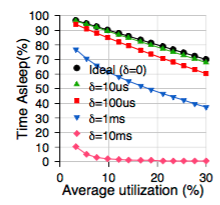 Time Asleep(%)
100
90
80
70
60
50
40
30
20
10
0
Ideal (δ=0)
δ=10us
δ=100us
δ=1ms
δ=10ms
0 10 20 30
Average utilization (%)